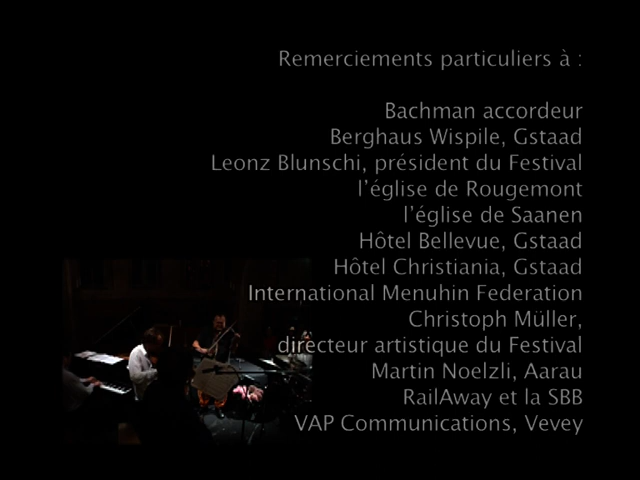 Remerciements particuliers à :
Bachman accordeur
Berghaus Wispile, Gstaad
Leonz Blunschi, président du Festival
l'église de Rougemont
l'église de Saanen
Hôtel Bellevue, Gstaad
Hôtel Christiania, Gstaad
International Menuhin Federation
Christoph Müller,
directeur artistique du Festival
Martin Noelzli, Aarau
RailAway et la SBB
VAP Communications, Vevey